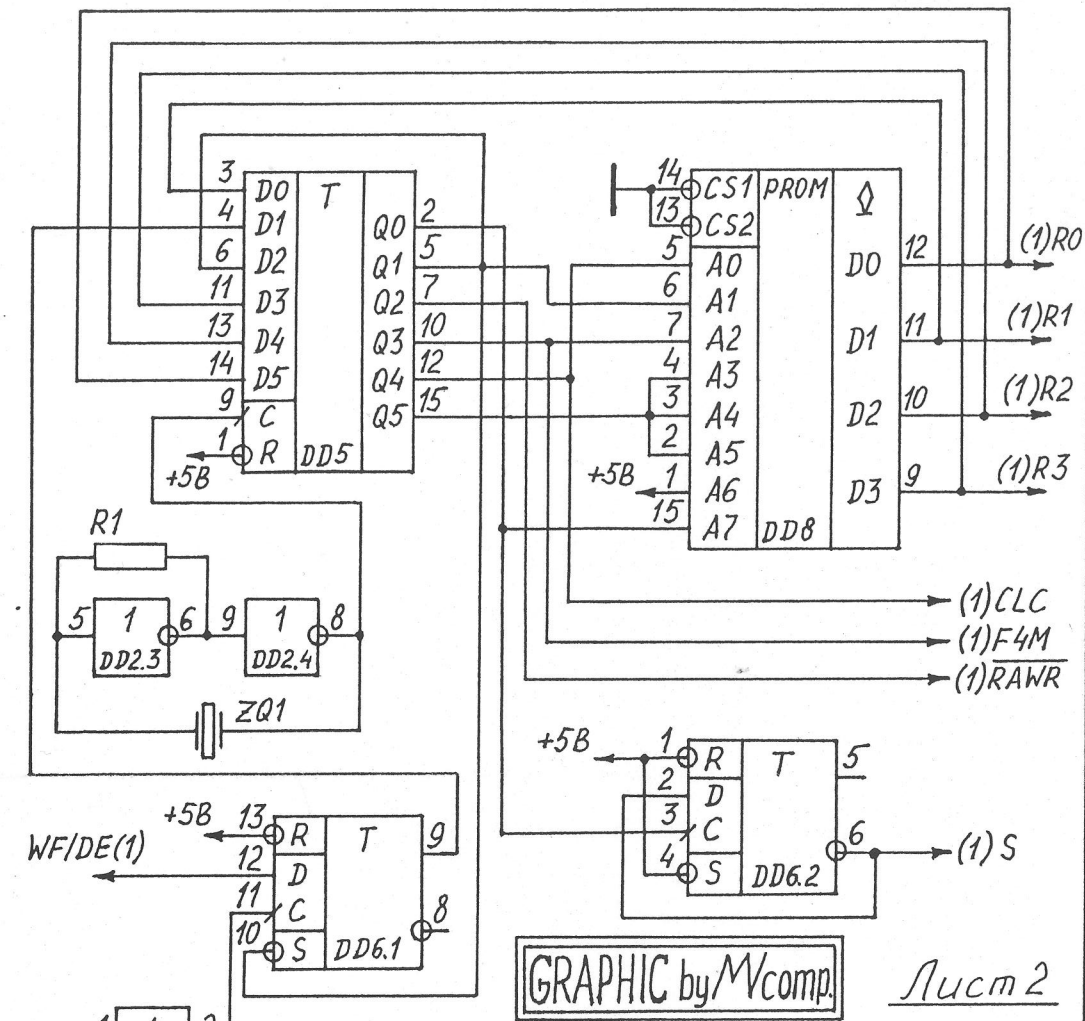 3 D0 T
4 D1 Q0 2
6 D2 Q1 5
11 D3 Q2 7
13 D4 Q3 10
14 D5 Q4 12
9 C Q5 15
1 R DD5
+5В
14 CS1 PROM
13 CS2
5 A0 D0 12 (1)R0
6 A1
7 A2 D1 11 (1)R1
4 A3
3 A4 D2 10 (1)R2
2 A5
+5В 1 A6 D3 9 (1)R3
15 A7 DD8
R1
5 1 6 9 1 8
DD2.3 DD2.4
ZQ1
(1)CLC
(1)F4M
(1)RAWR
+5В 1 R T 5
2 D
3 C 6 (1)S
4 S DD6.2
+5В 13 R T 9
WF/DE(1) 12 D
11 C 8
10 S DD6.1
GRAPHIC by MVcomp.
Лист 2